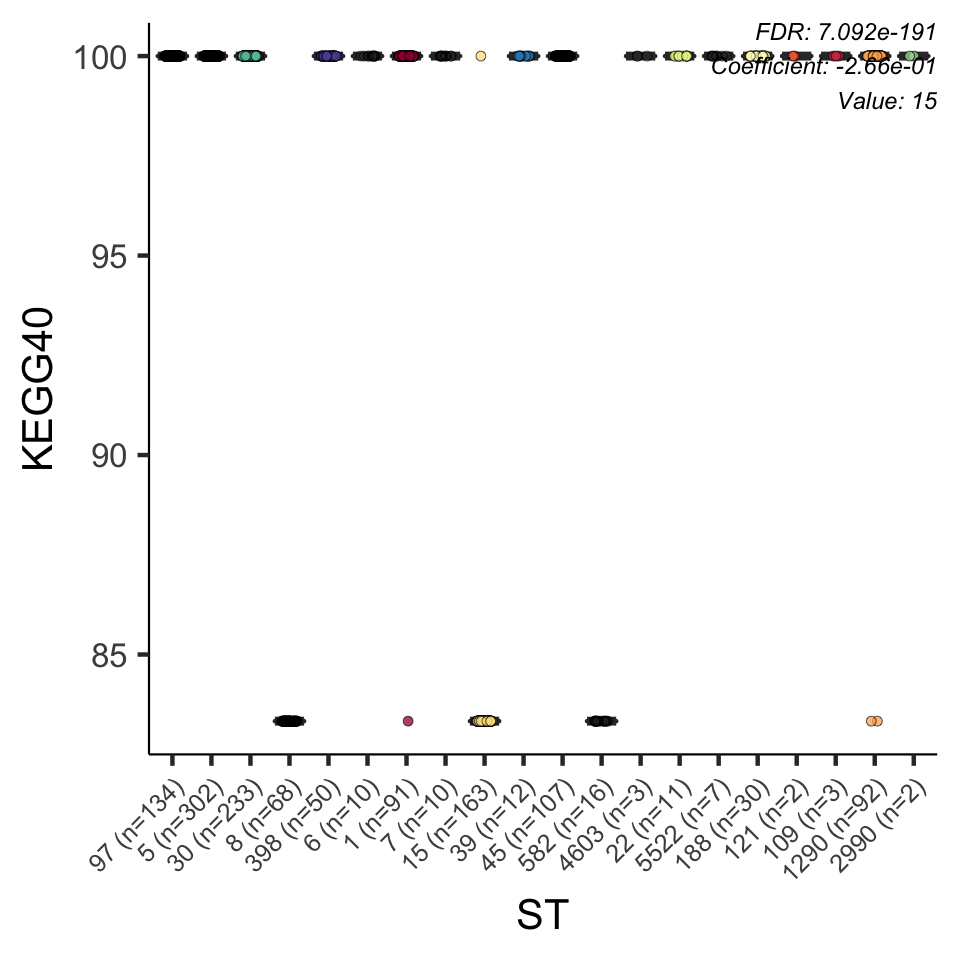 FDR: 7.092e-191
Coefficient: -2.66e-01
Value: 15
100
95
90
85
KEGG40
97 (n=134)
5 (n=302)
30 (n=233)
8 (n=68)
398 (n=50)
6 (n=10)
1 (n=91)
7 (n=10)
15 (n=163)
39 (n=12)
45 (n=107)
582 (n=16)
4603 (n=3)
22 (n=11)
5522 (n=7)
188 (n=30)
121 (n=2)
109 (n=3)
1290 (n=92)
2990 (n=2)
ST